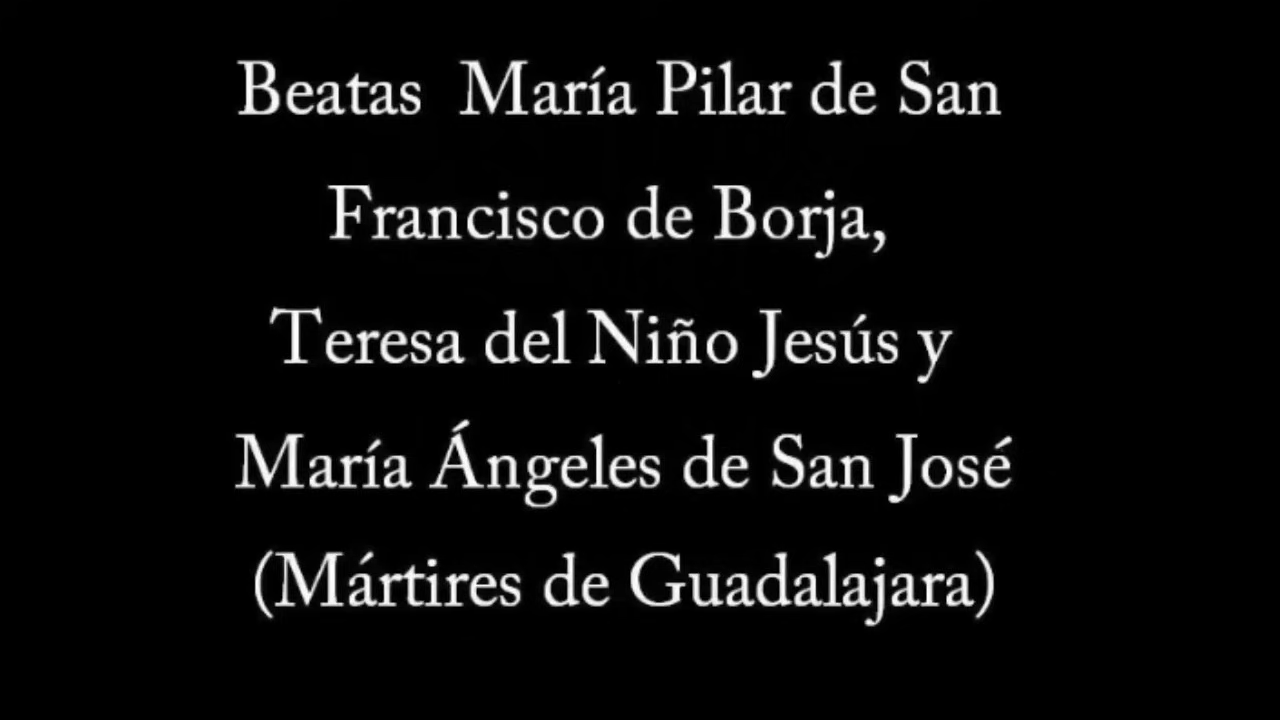 Beatas María Pilar de San
Francisco de Borja,
Teresa del Niño Jesús y
María Ángeles de San José
(Mártires de Guadalajara)